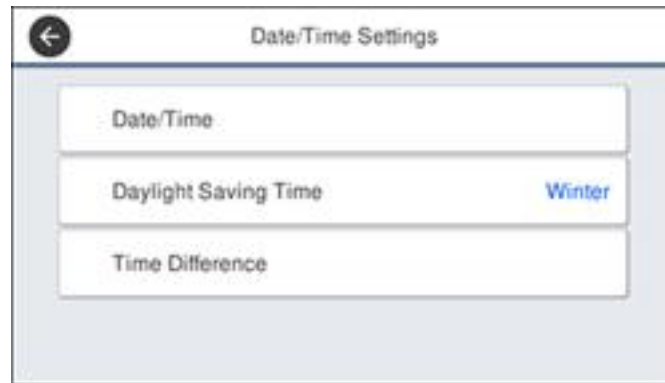 Date/Time Settings
Date/Time
Daylight Saving Time Winter
Time Difference